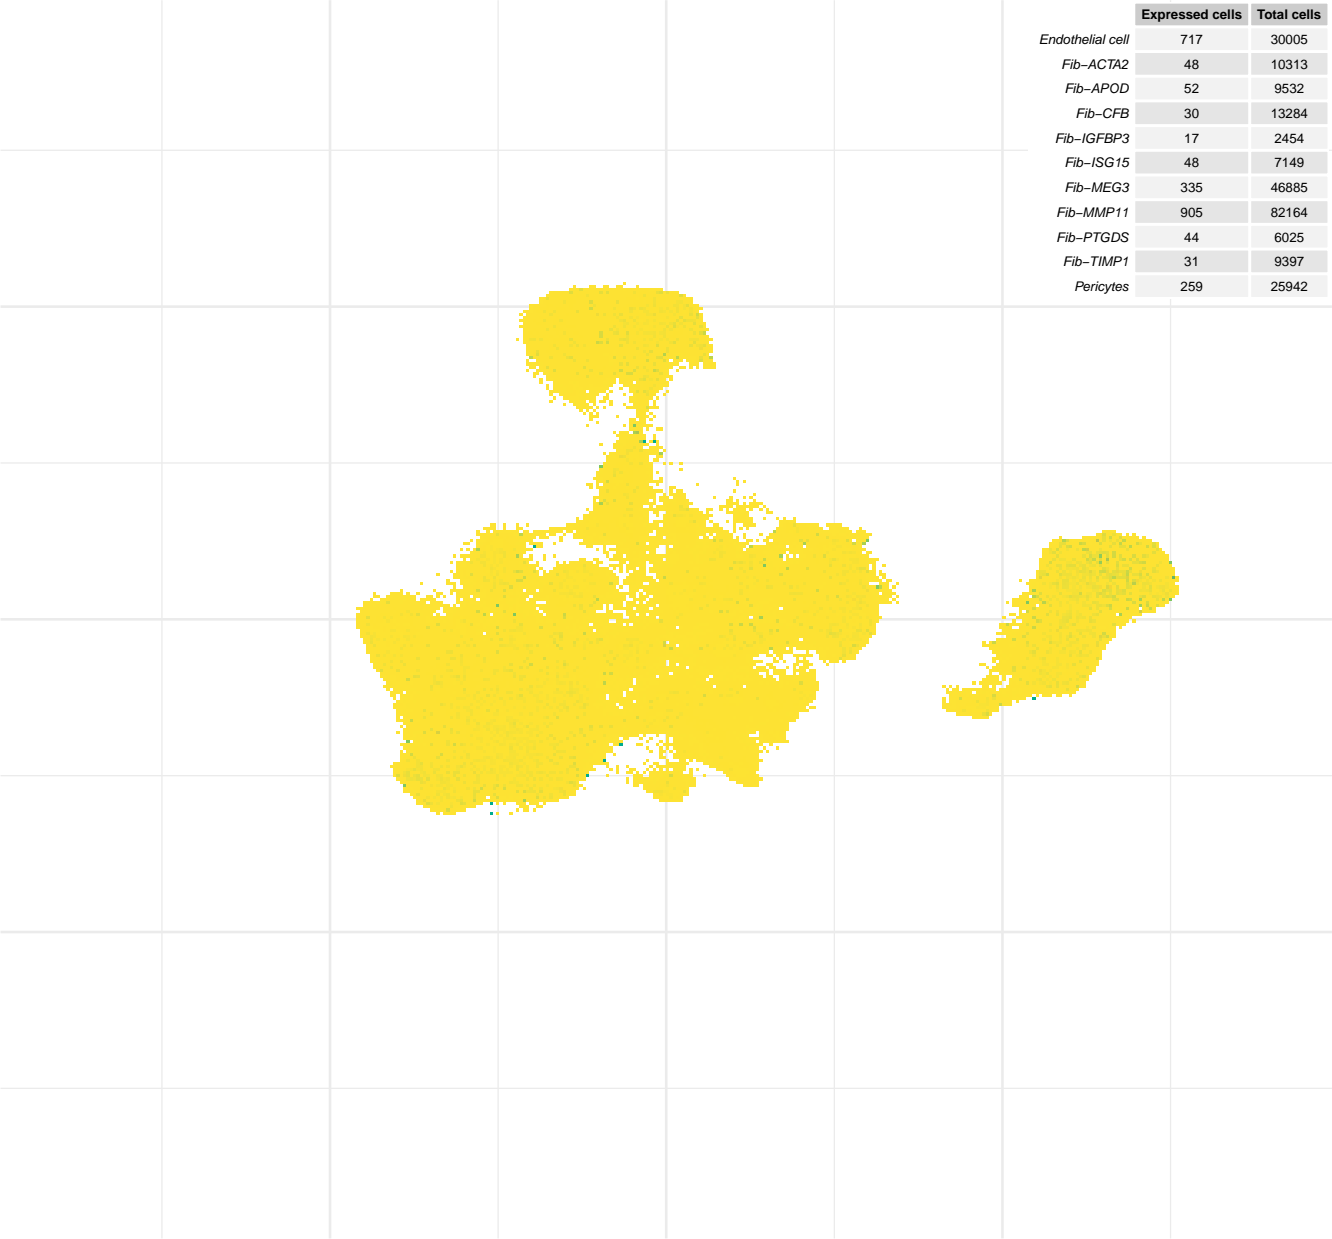 Expressed cells Total cells
Endothelial cell 717 30005
Fib−ACTA2 48 10313
Fib−APOD 52 9532
Fib−CFB 30 13284
Fib−IGFBP3 17 2454
Fib−ISG15 48 7149
Fib−MEG3 335 46885
Fib−MMP11 905 82164
Fib−PTGDS 44 6025
Fib−TIMP1 31 9397
Pericytes 259 25942